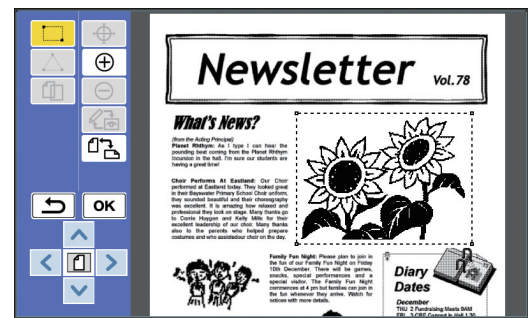 Newsletter Vol. 78
What's News?
(from the Acting Principal)
Planet Rhthym: As I type I can hear the
pounding beat coming from the Planet Rhthym
Incursion in the hall. I'm sure our students are
having a great time!
Choir Performs At Eastland: Our Choir
performed at Eastland today. They looked great
in their Bayswater Primary School Choir uniform,
they sounded beautiful and their choreography
was excellent. It is amazing how relaxed and
professional they look on stage. Many thanks go
to Corrie Huygen and Kelly Mills for their
excellent leadership of our choir. Many thanks
also to the parents who helped prepare
costumes and who assistedour choir on the day.
OK
Family Fun Night: Please plan to join in
the fun of our Family Fun Night on Friday
10th December. There will be games,
snacks, special performances and a
special visitor. The Family Fun Night
commences at 4 pm but families can join in
the fun whenever they arrive. Watch for
notices with more details.
Diary
Dates
December
THU 2 Fundraising Meets 9AM